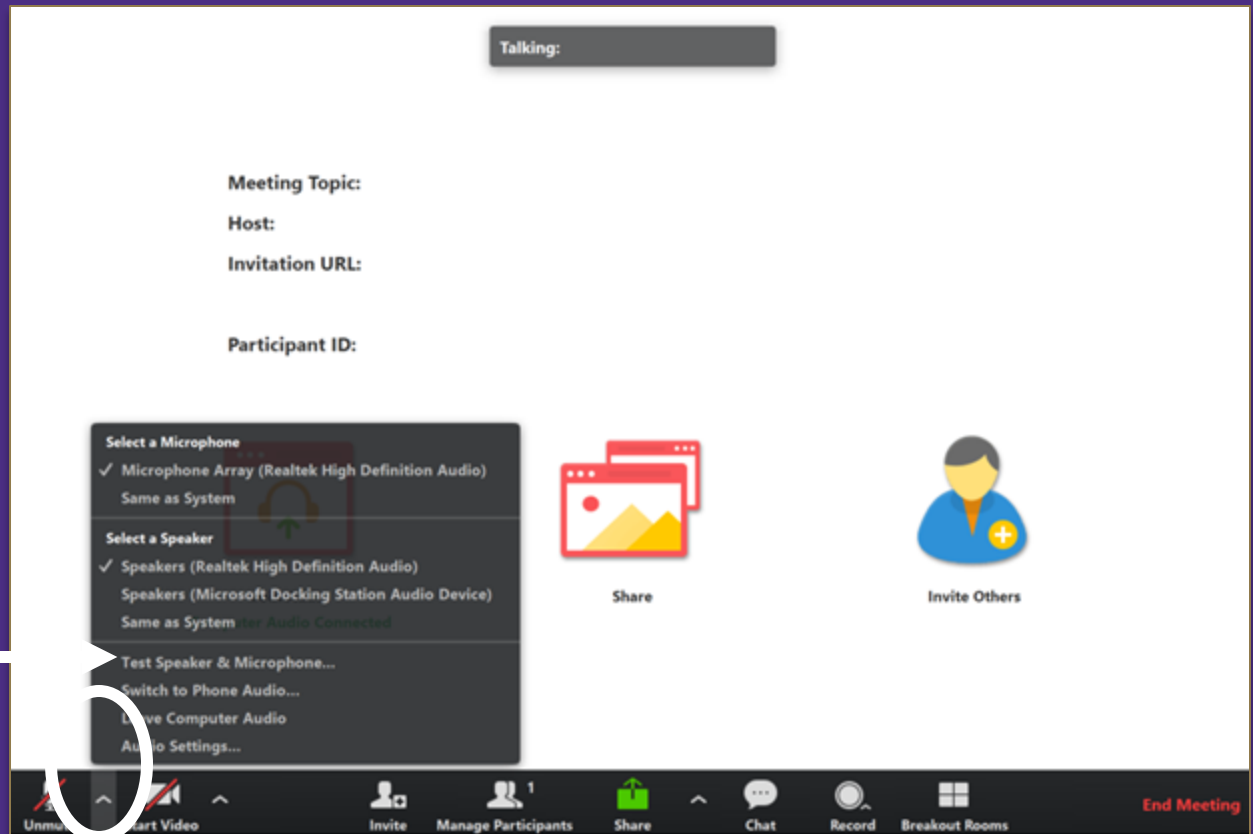 Talking:
Meeting Topic:
Host:
Invitation URL:
Participant ID:
Select a Microphone
Microphone Array (Realtek High Definition Audio)
Same as System
Select a Speaker
Speakers (Realtek High Definition Audio)
Speakers (Microsoft Docking Station Audio Device)
Same as System
Audio Connected
Test Speaker & Microphone...
Switch to Phone Audio...
Computer Audio
Settings...
Share
Invite Others
Video
Invite
Manage Participants
1
Share
Chat
Record
Breakout Rooms
End Meeting